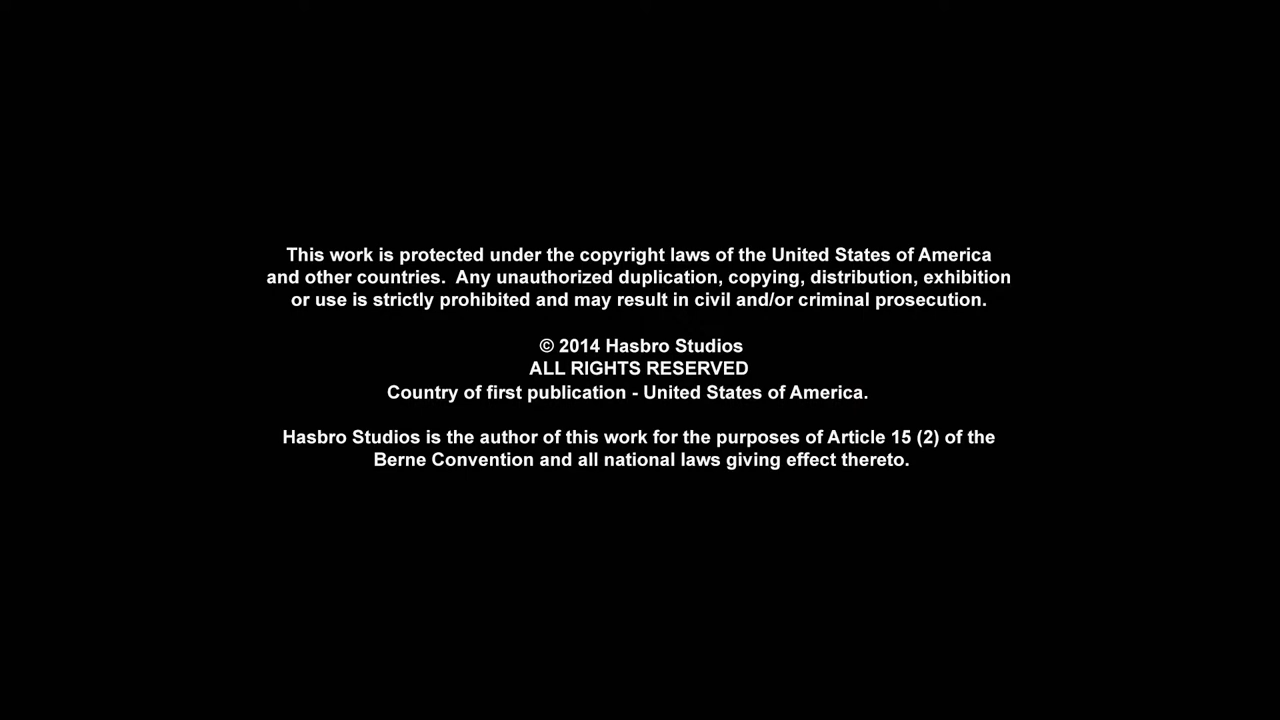 This work is protected under the copyright laws of the United States of America
and other countries.  Any unauthorized duplication, copying, distribution, exhibition
or use is strictly prohibited and may result in civil and/or criminal prosecution.
© 2014 Hasbro Studios
ALL RIGHTS RESERVED
Country of first publication - United States of America.
Hasbro Studios is the author of this work for the purposes of Article 15 (2) of the
Berne Convention and all national laws giving effect thereto.